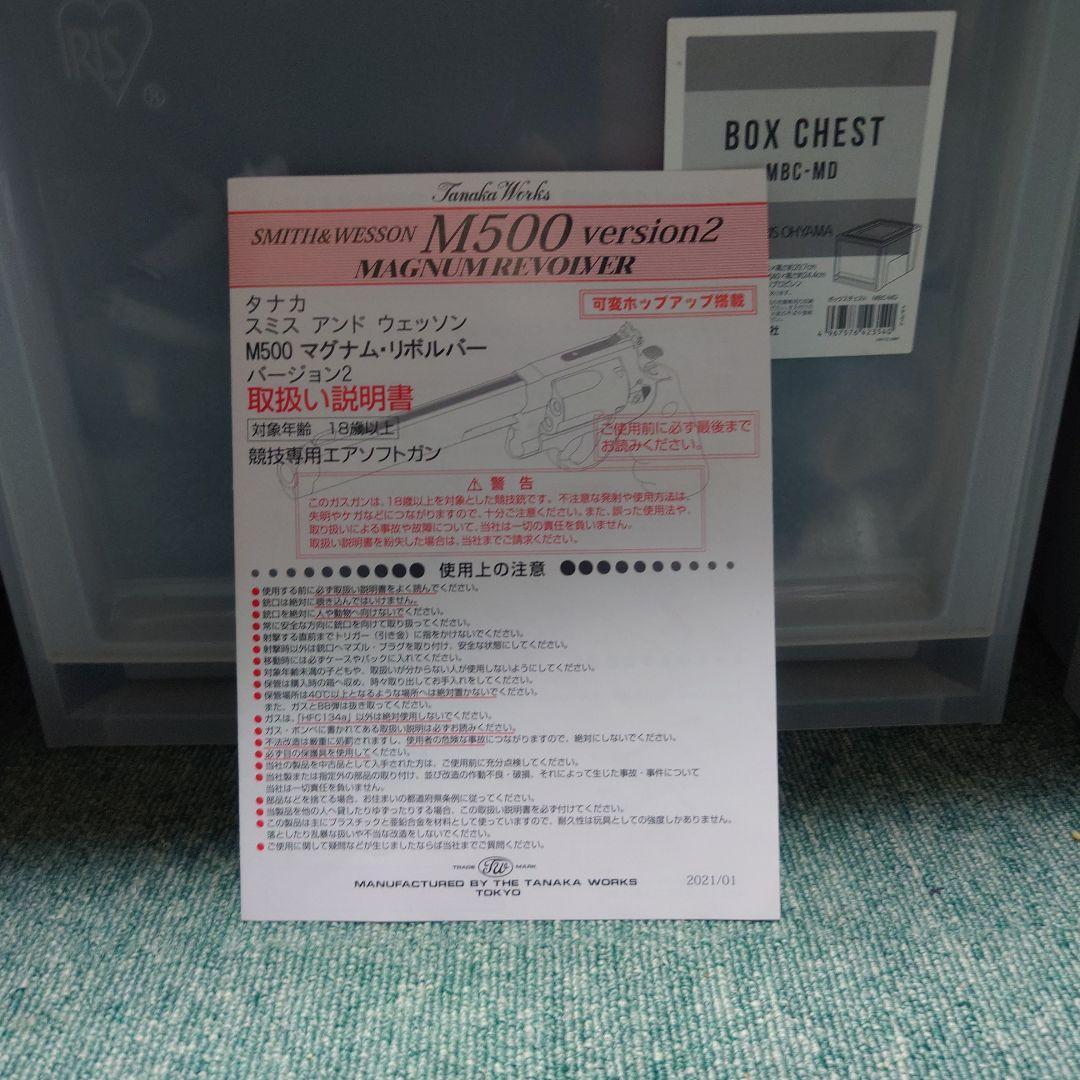 IRIS
®
BOX CHEST
MBC-MD
IS OHYAMA
ボックスチェスト MBC-MD
4 967576 423540
社
Tanaka Works
SMITH&WESSON M500 version2
MAGNUM REVOLVER
タナカ
スミス アンド ウェッソン
M500 マグナム・リボルバー
バージョン2
取扱い説明書
対象年齢 18歳以上
競技専用エアソフトガン
可変ホップアップ搭載
ご使用前に必ず最後まで
お読みください。
⚠ 警 告
このガスガンは、18歳以上を対象とした競技銃です。不注意な発射や使用方法は、
失明やケガなどにつながりますので、十分ご注意ください。また、誤った使用法や、
取り扱いによる事故や故障について、当社は一切の責任を負いません。
取扱い説明書を紛失した場合は、当社までご請求ください。
使用上の注意
●使用する前に必ず取扱い説明書をよく読んでください。
●銃口は絶対に覗き込んではいけません。
●銃口を絶対に人や動物へ向けないでください。
●常に安全な方向に銃口を向けて取り扱ってください。
●射撃する直前までトリガー（引き金）に指をかけないでください。
●射撃時以外は銃口へマズル・プラグを取り付け、安全な状態にしてください。
●移動時には必ずケースやバックに入れてください。
●対象年齢未満の子どもや、取扱いが分からない人が使用しないようにしてください。
●保管は購入時の箱へ収め、時々取り出してお手入れをしてください。
●保管場所は40℃以上となるような場所へは絶対置かないでください。
また、ガスとBB弾は抜き取ってください。
●ガスは、「HFC134a」以外は絶対使用しないでください。
●ガス・ボンベに書かれてある取扱い説明は必ずお読みください。
●不法改造は厳重に処罰されますし、使用者の危険な事故につながりますので、絶対にしないでください。
●必ず目の保護具を使用してください。
●当社の製品を中古品として入手された方は、ご使用前に充分点検してください。
●当社製または指定外の部品の取り付け、並び改造の作動不良・破損、それによって生じた事故・事件について
当社は一切責任を負いません。
●部品などを捨てる場合、お住まいの都道府県条例に従ってください。
●当製品を他の人へ貸したりゆずったりする場合、この取扱い説明書を必ず付けてください。
●この製品は主にプラスチックと亜鉛合金を材料として使っていますので、耐久性は玩具としての強度しかありません。
落としたり乱暴な扱いや不当な改造をしないでください。
●ご使用に関して疑問などが生じましたならば当社までご質問ください。
TRADE TW MARK
MANUFACTURED BY THE TANAKA WORKS
TOKYO
2021/01